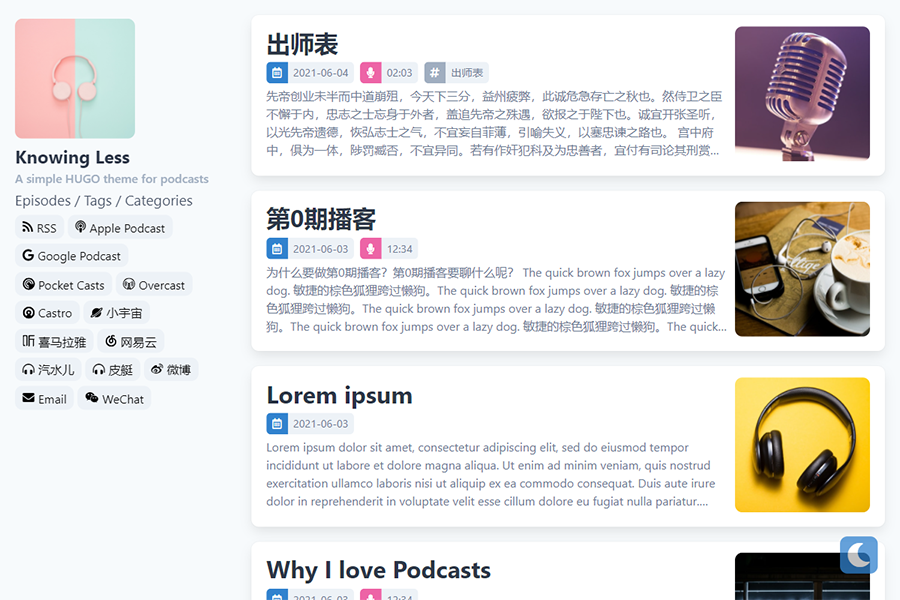 Knowing Less
A simple HUGO theme for podcasts
Episodes / Tags / Categories
RSS
Apple Podcast
Google Podcast
Pocket Casts
Overcast
Castro
小宇宙
喜马拉雅
网易云
汽水儿
皮艇
微博
Email
WeChat
出师表
2021-06-04
02:03
# 出师表
先帝创业未半而中道崩殂，今天下三分，益州疲弊，此诚危急存亡之秋也。然侍卫之臣
不懈于内，忠志之士忘身于外者，盖追先帝之殊遇，欲报之于陛下也。诚宜开张圣听，
以光先帝遗德，恢弘志士之气，不宜妄自菲薄，引喻失义，以塞忠谏之路也。 宫中府
中，俱为一体，陟罚臧否，不宜异同。若有作奸犯科及为忠善者，宜付有司论其刑赏...
第0期播客
2021-06-03
12:34
为什么要做第0期播客？第0期播客要聊什么呢？ The quick brown fox jumps over a lazy
dog. 敏捷的棕色狐狸跨过懒狗。The quick brown fox jumps over a lazy dog. 敏捷的棕
色狐狸跨过懒狗。The quick brown fox jumps over a lazy dog. 敏捷的棕色狐狸跨过懒
狗。The quick brown fox jumps over a lazy dog. 敏捷的棕色狐狸跨过懒狗。The quick...
Lorem ipsum
2021-06-03
Lorem ipsum dolor sit amet, consectetur adipiscing elit, sed do eiusmod tempor
incididunt ut labore et dolore magna aliqua. Ut enim ad minim veniam, quis nostrud
exercitation ullamco laboris nisi ut aliquip ex ea commodo consequat. Duis aute irure
dolor in reprehenderit in voluptate velit esse cillum dolore eu fugiat nulla pariatur....
Why I love Podcasts
2021-06-03
12:34